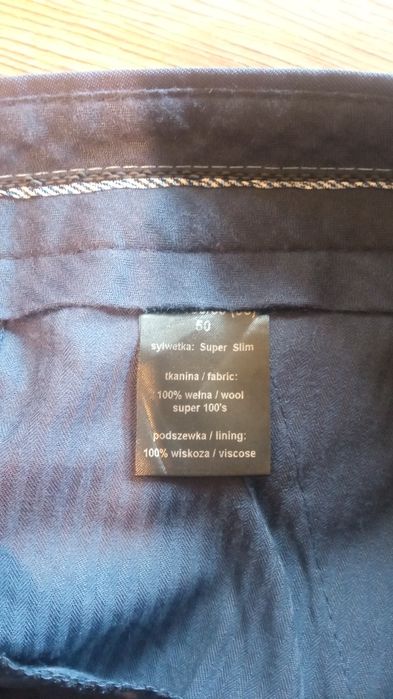 50
sylwetka: Super Slim
tkanina / fabric:
100% wełna / wool
super 100's
podszewka / lining:
100% wiskoza / viscose